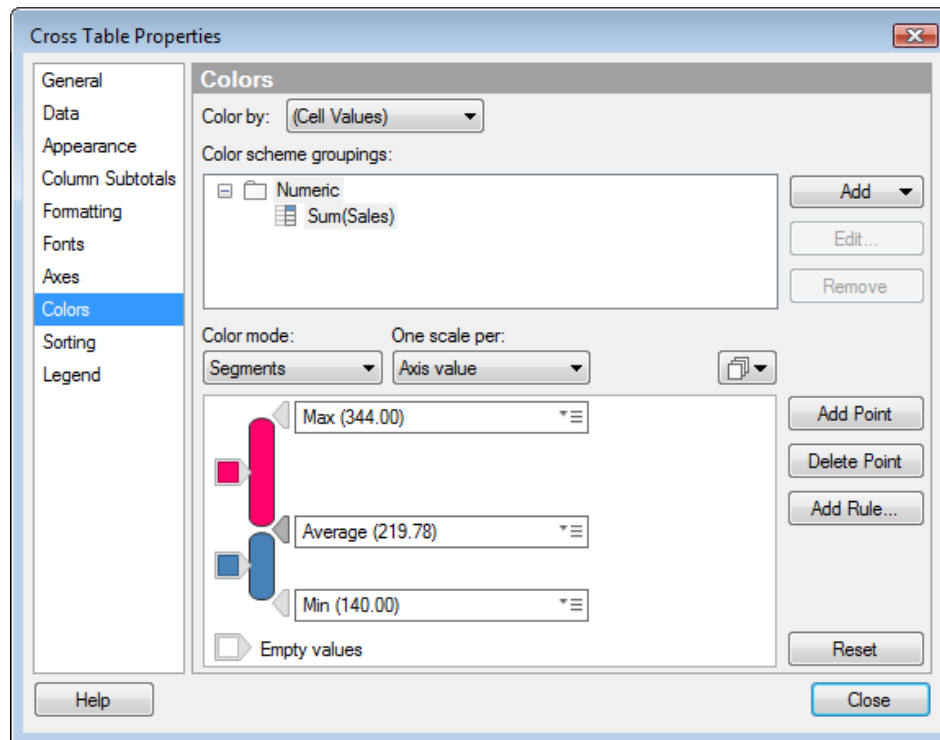 Cross Table Properties
General
Data
Appearance
Column Subtotals
Formatting
Fonts
Axes
Colors
Sorting
Legend
Colors
Color by: (Cell Values)
Color scheme groupings:
Numeric
Sum(Sales)
Add
Edit...
Remove
Color mode: One scale per:
Segments Axis value
Max (344.00)
Average (219.78)
Min (140.00)
Empty values
Add Point
Delete Point
Add Rule...
Reset
Help
Close